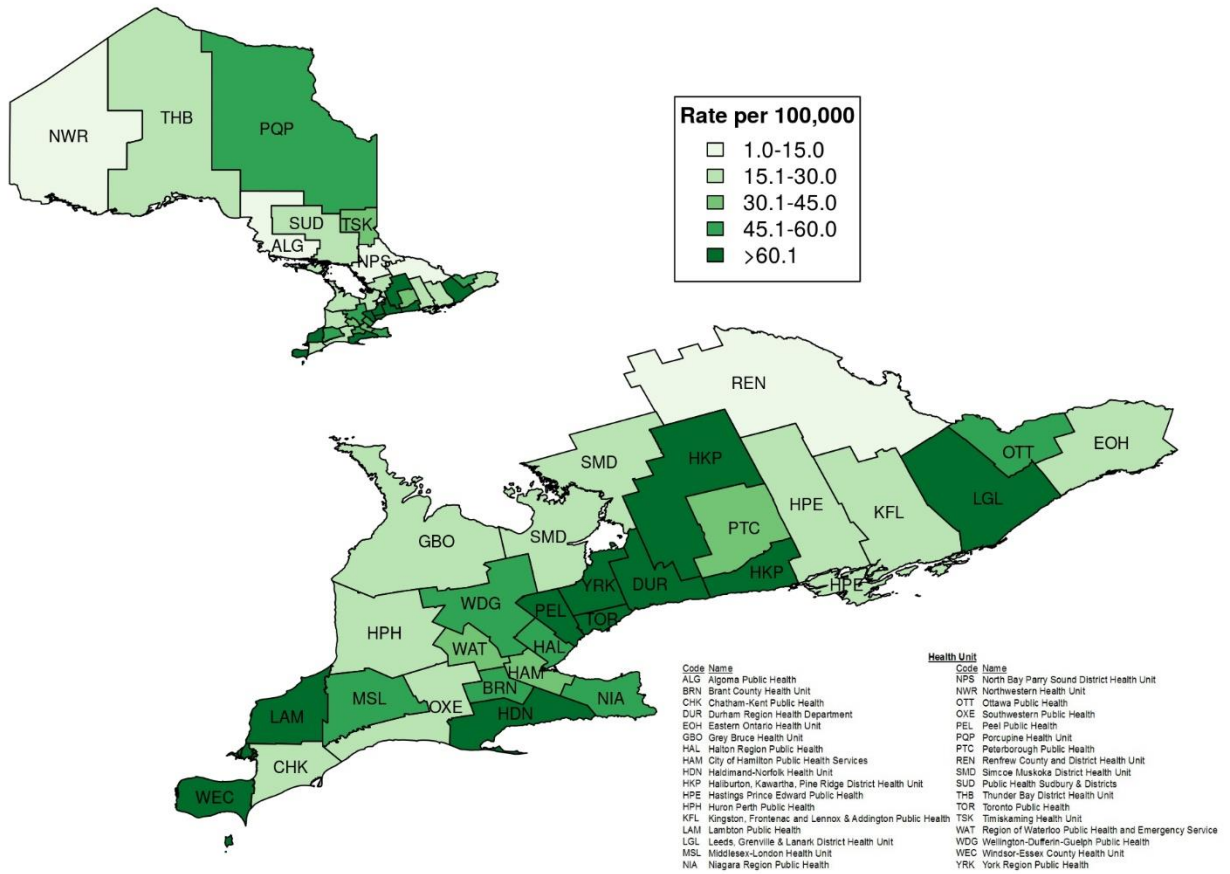 NWR
THB
PQP
SUD
TSK
ALG
NPS
Rate per 100,000
1.0-15.0
15.1-30.0
30.1-45.0
45.1-60.0
>60.1
REN
SMD
HKP
OTT
EOH
LGL
HPE
KFL
PTC
GBO
SMD
HKP
YRK
DUR
HPE
WDG
PEL
TOR
HPH
WAT
HAL
HAM
BRN
NIA
MSL
OXE
HDN
LAM
CHK
WEC
Health Unit
Code Name
ALG Algoma Public Health
BRN Brant County Health Unit
CHK Chatham-Kent Public Health
DUR Durham Region Health Department
EOH Eastern Ontario Health Unit
GBO Grey Bruce Health Unit
HAL Halton Region Public Health
HAM City of Hamilton Public Health Services
HDN Haldimand-Norfolk Health Unit
HKP Haliburton, Kawartha, Pine Ridge District Health Unit
HPE Hastings Prince Edward Public Health
HPH Huron Perth Public Health
KFL Kingston, Frontenac and Lennox & Addington Public Health
LAM Lambton Public Health
LGL Leeds, Grenville & Lanark District Health Unit
MSL Middlesex-London Health Unit
NIA Niagara Region Public Health
Code Name
NPS North Bay Parry Sound District Health Unit
NWR Northwestern Health Unit
OTT Ottawa Public Health
OXE Southwestern Public Health
PEL Peel Public Health
PQP Porcupine Health Unit
PTC Peterborough Public Health
REN Renfrew County and District Health Unit
SMD Simcoe Muskoka District Health Unit
SUD Public Health Sudbury & Districts
THB Thunder Bay District Health Unit
TOR Toronto Public Health
TSK Timiskaming Health Unit
WAT Region of Waterloo Public Health and Emergency Service
WDG Wellington-Dufferin-Guelph Public Health
WEC Windsor-Essex County Health Unit
YRK York Region Public Health